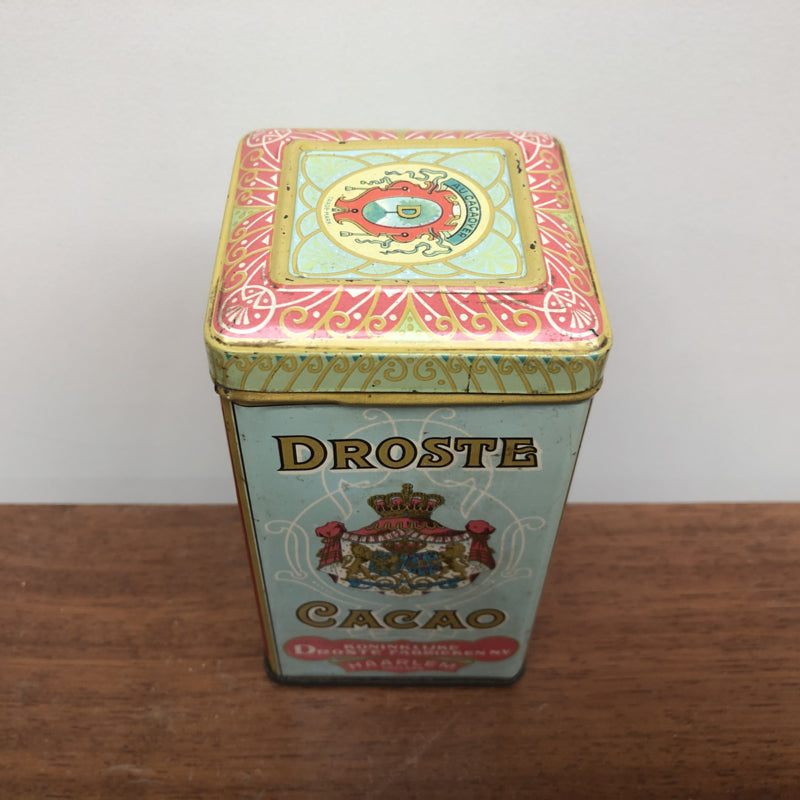 AU CACAOYER
D
DROSTE
CACAO
KONINKLIJKE
DROSTE FABRIEKEN N.V.
HAARLEM